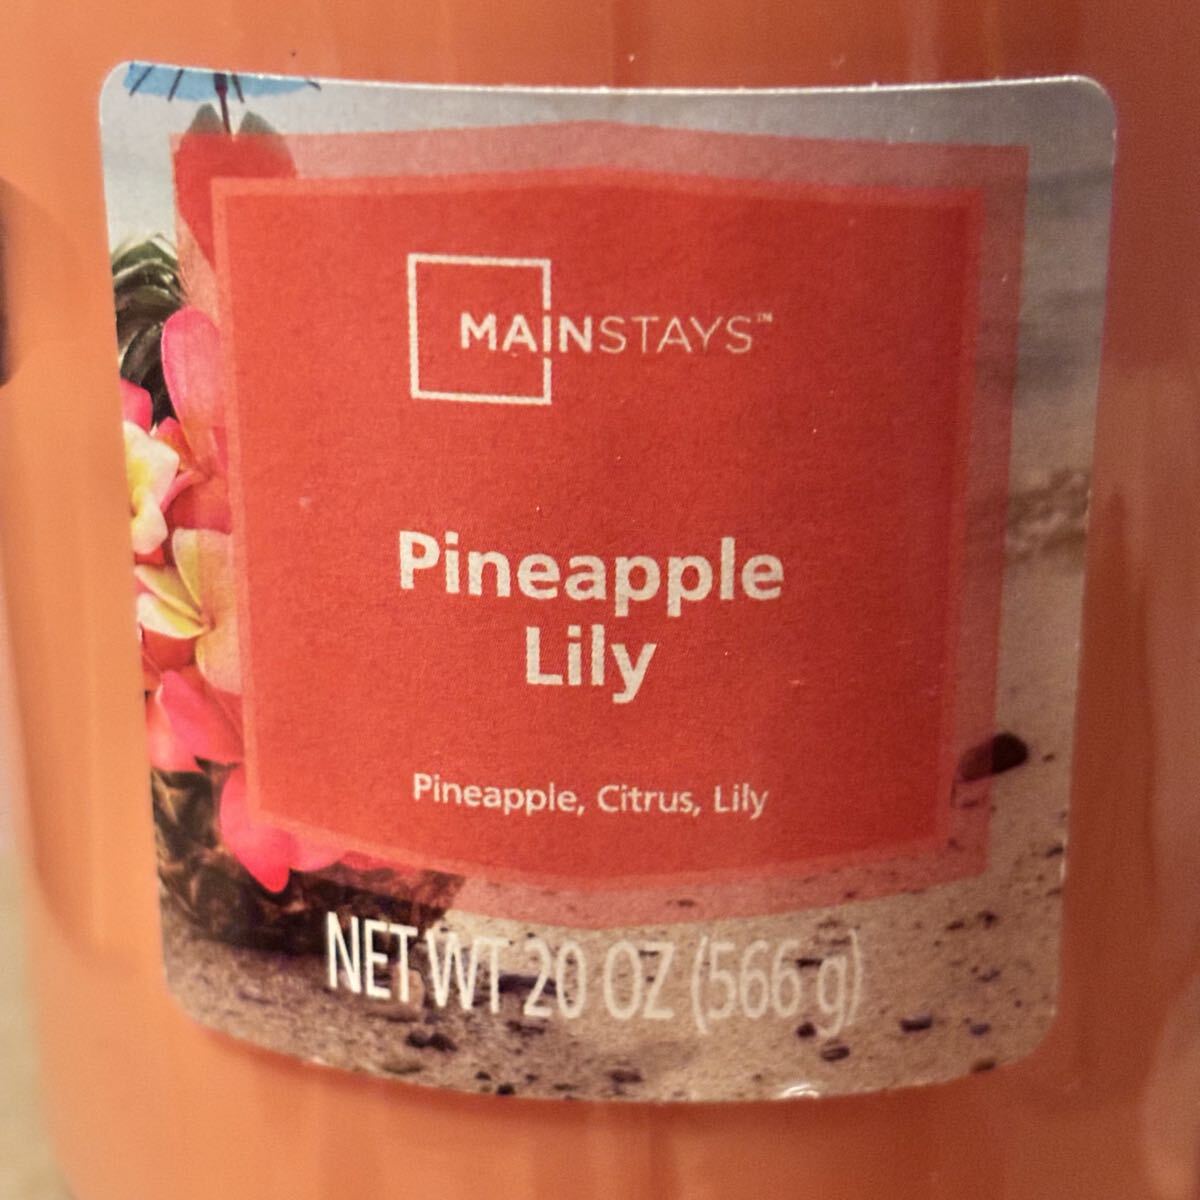 MAINSTAYS™
Pineapple
Lily
Pineapple, Citrus, Lily
NET WT 20 OZ (566 g)